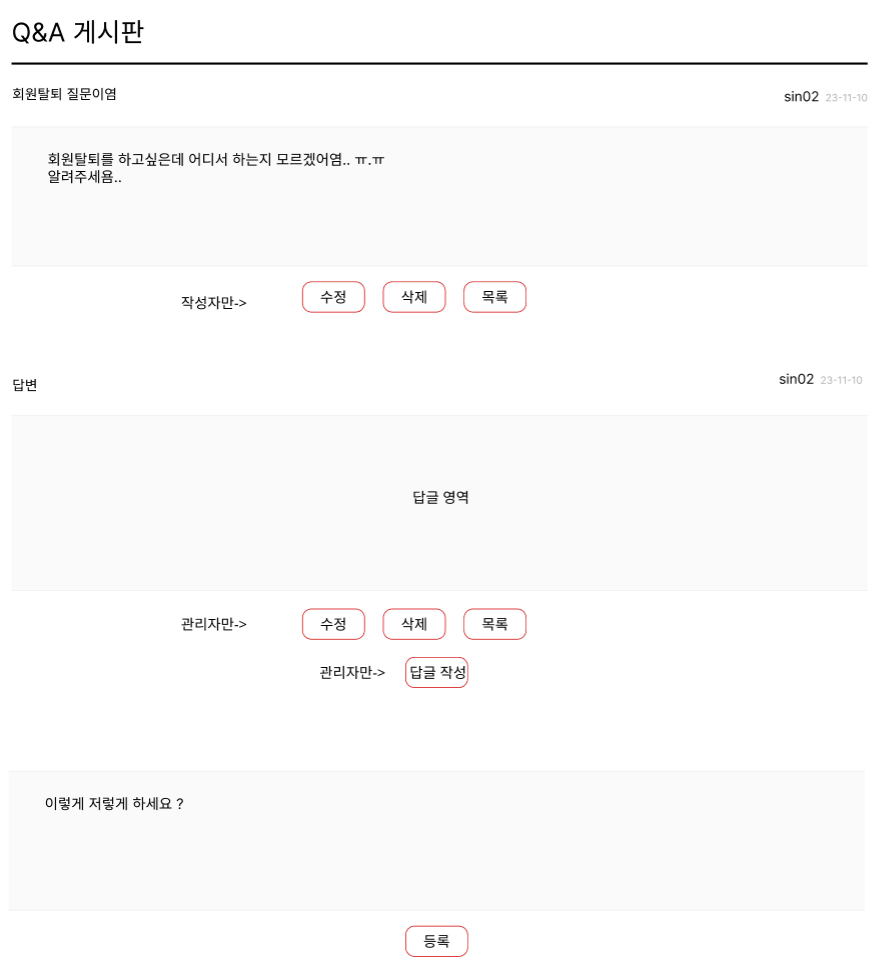 Q&A 게시판
회원탈퇴 질문이염
sin02 23-11-10
회원탈퇴를 하고싶은데 어디서 하는지 모르겠어염.. ㅠ.ㅠ
알려주세욤..
작성자만-> 수정 삭제 목록
답변
sin02 23-11-10
답글 영역
관리자만-> 수정 삭제 목록
관리자만-> 답글 작성
이렇게 저렇게 하세요 ?
등록